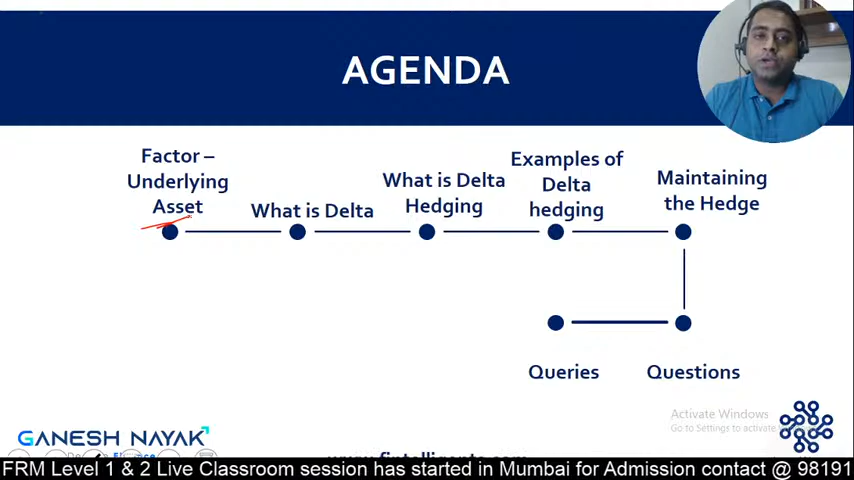 AGENDA
Factor –
Underlying
Asset
What is Delta
What is Delta
Hedging
Examples of
Delta
hedging
Maintaining
the Hedge
Queries
Questions
Activate Windows
Go to Settings to activate Windows.
GANESH NAYAK
FRM Level 1 & 2 Live Classroom session has started in Mumbai for Admission contact @ 98191